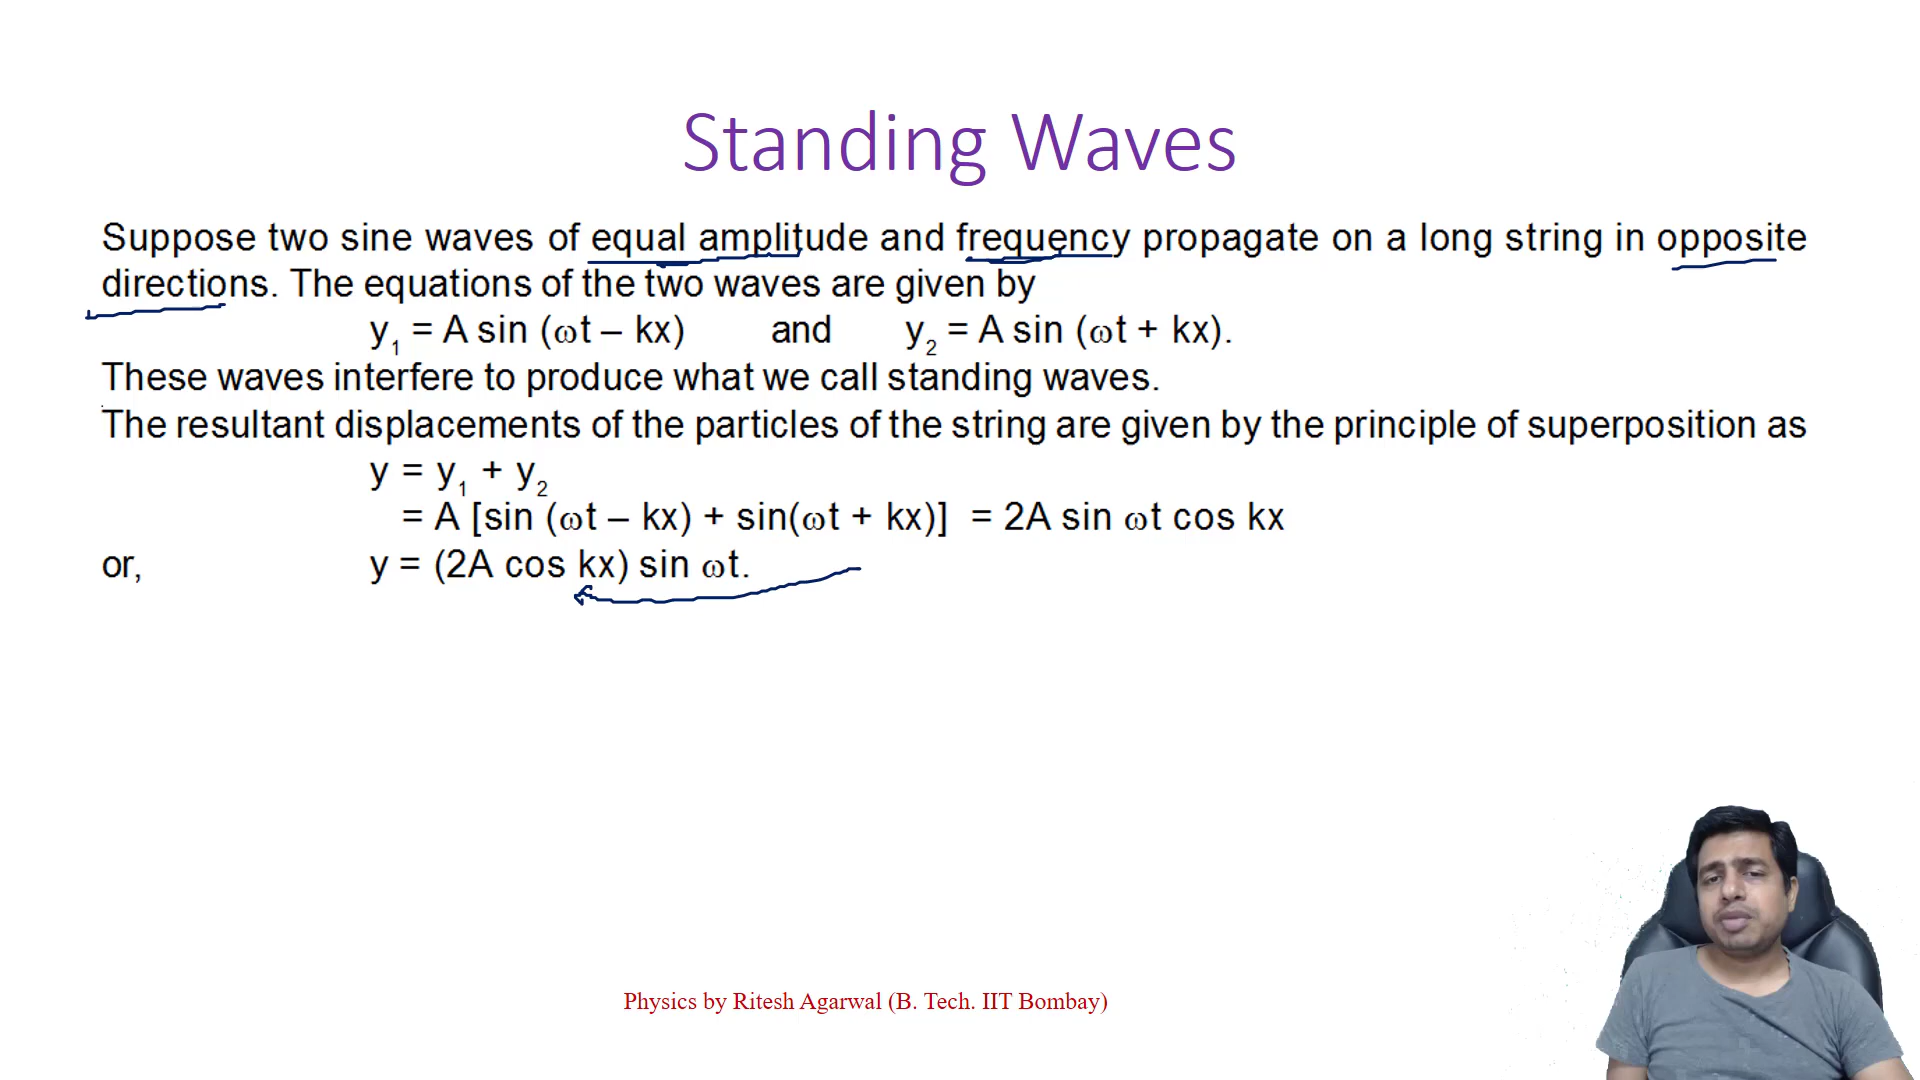 Standing Waves
Suppose two sine waves of equal amplitude and frequency propagate on a long string in opposite
directions. The equations of the two waves are given by
y₁ = A sin (ωt – kx) and y₂ = A sin (ωt + kx).
These waves interfere to produce what we call standing waves.
The resultant displacements of the particles of the string are given by the principle of superposition as
y = y₁ + y₂
= A [sin (ωt – kx) + sin(ωt + kx)] = 2A sin ωt cos kx
or, y = (2A cos kx) sin ωt.
Physics by Ritesh Agarwal (B. Tech. IIT Bombay)